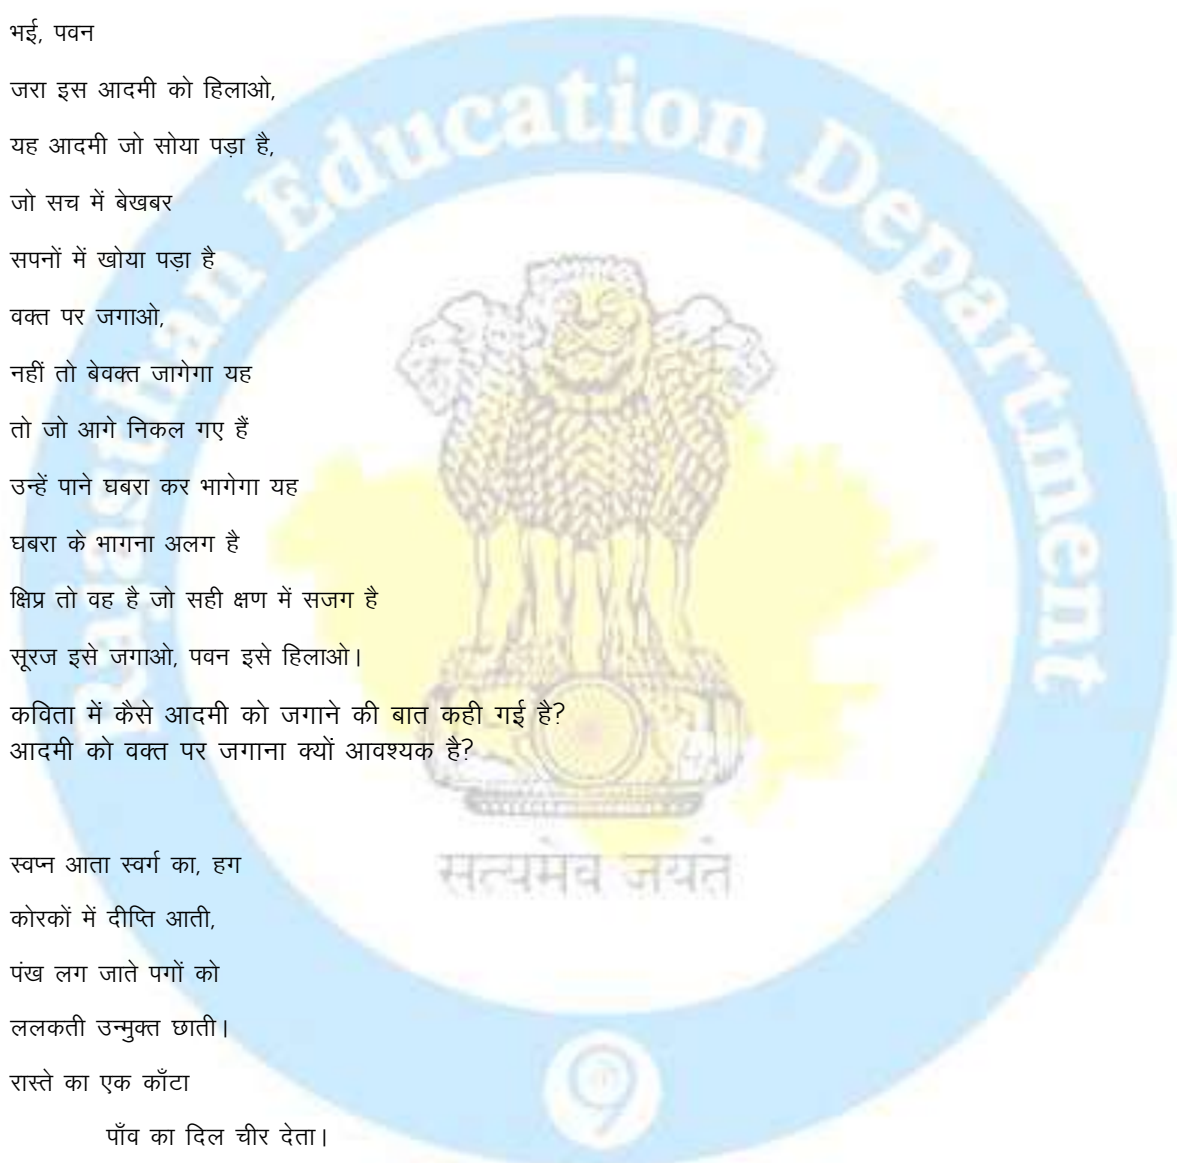 भई, पवन
जरा इस आदमी को हिलाओ,
यह आदमी जो सोया पड़ा है,
जो सच में बेखबर
सपनों में खोया पड़ा है
वक्त पर जगाओ,
नहीं तो बेवक्त जागेगा यह
तो जो आगे निकल गए हैं
उन्हें पाने घबरा कर भागेगा यह
घबरा के भागना अलग है
क्षिप्र तो वह है जो सही क्षण में सजग है
सूरज इसे जगाओ, पवन इसे हिलाओ।
कविता में कैसे आदमी को जगाने की बात कही गई है?
आदमी को वक्त पर जगाना क्यों आवश्यक है?
स्वप्न आता स्वर्ग का, हग
कोरकों में दीप्ति आती,
पंख लग जाते पगों को
ललकती उन्मुक्त छाती।
रास्ते का एक काँटा
पाँव का दिल चीर देता।
Rajasthan Education Department
सत्यमेव जयते
9